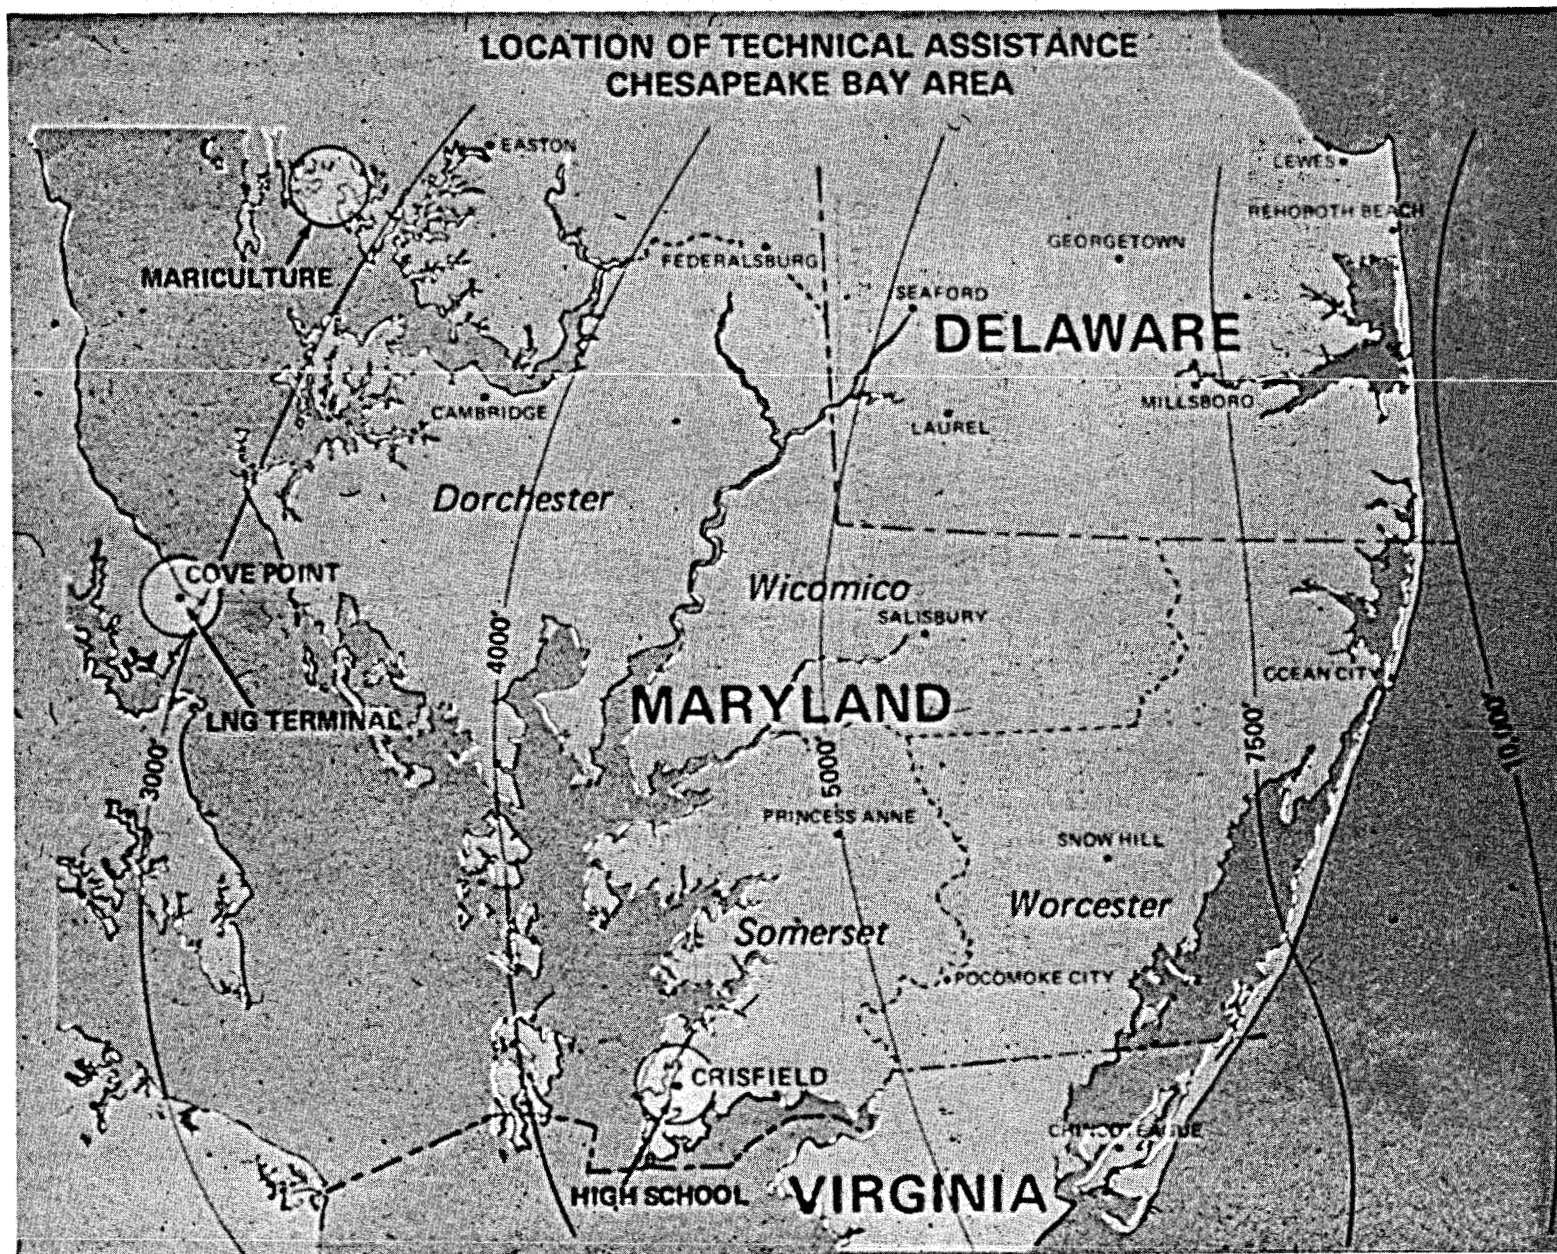 LOCATION OF TECHNICAL ASSISTANCE
CHESAPEAKE BAY AREA
EASTON
LEWES
REHOBOTH BEACH
GEORGETOWN
FEDERALSBURG
MARICULTURE
SEAFORD
DELAWARE
CAMBRIDGE
MILLSBORO
LAUREL
Dorchester
COVE POINT
Wicomico
SALISBURY
4000'
OCEAN CITY
MARYLAND
LNG TERMINAL
3000'
5000'
7500'
10,000'
PRINCESS ANNE
SNOW HILL
Worcester
Somerset
POCOMOKE CITY
CRISFIELD
CHINCOTEAGUE
HIGH SCHOOL
VIRGINIA